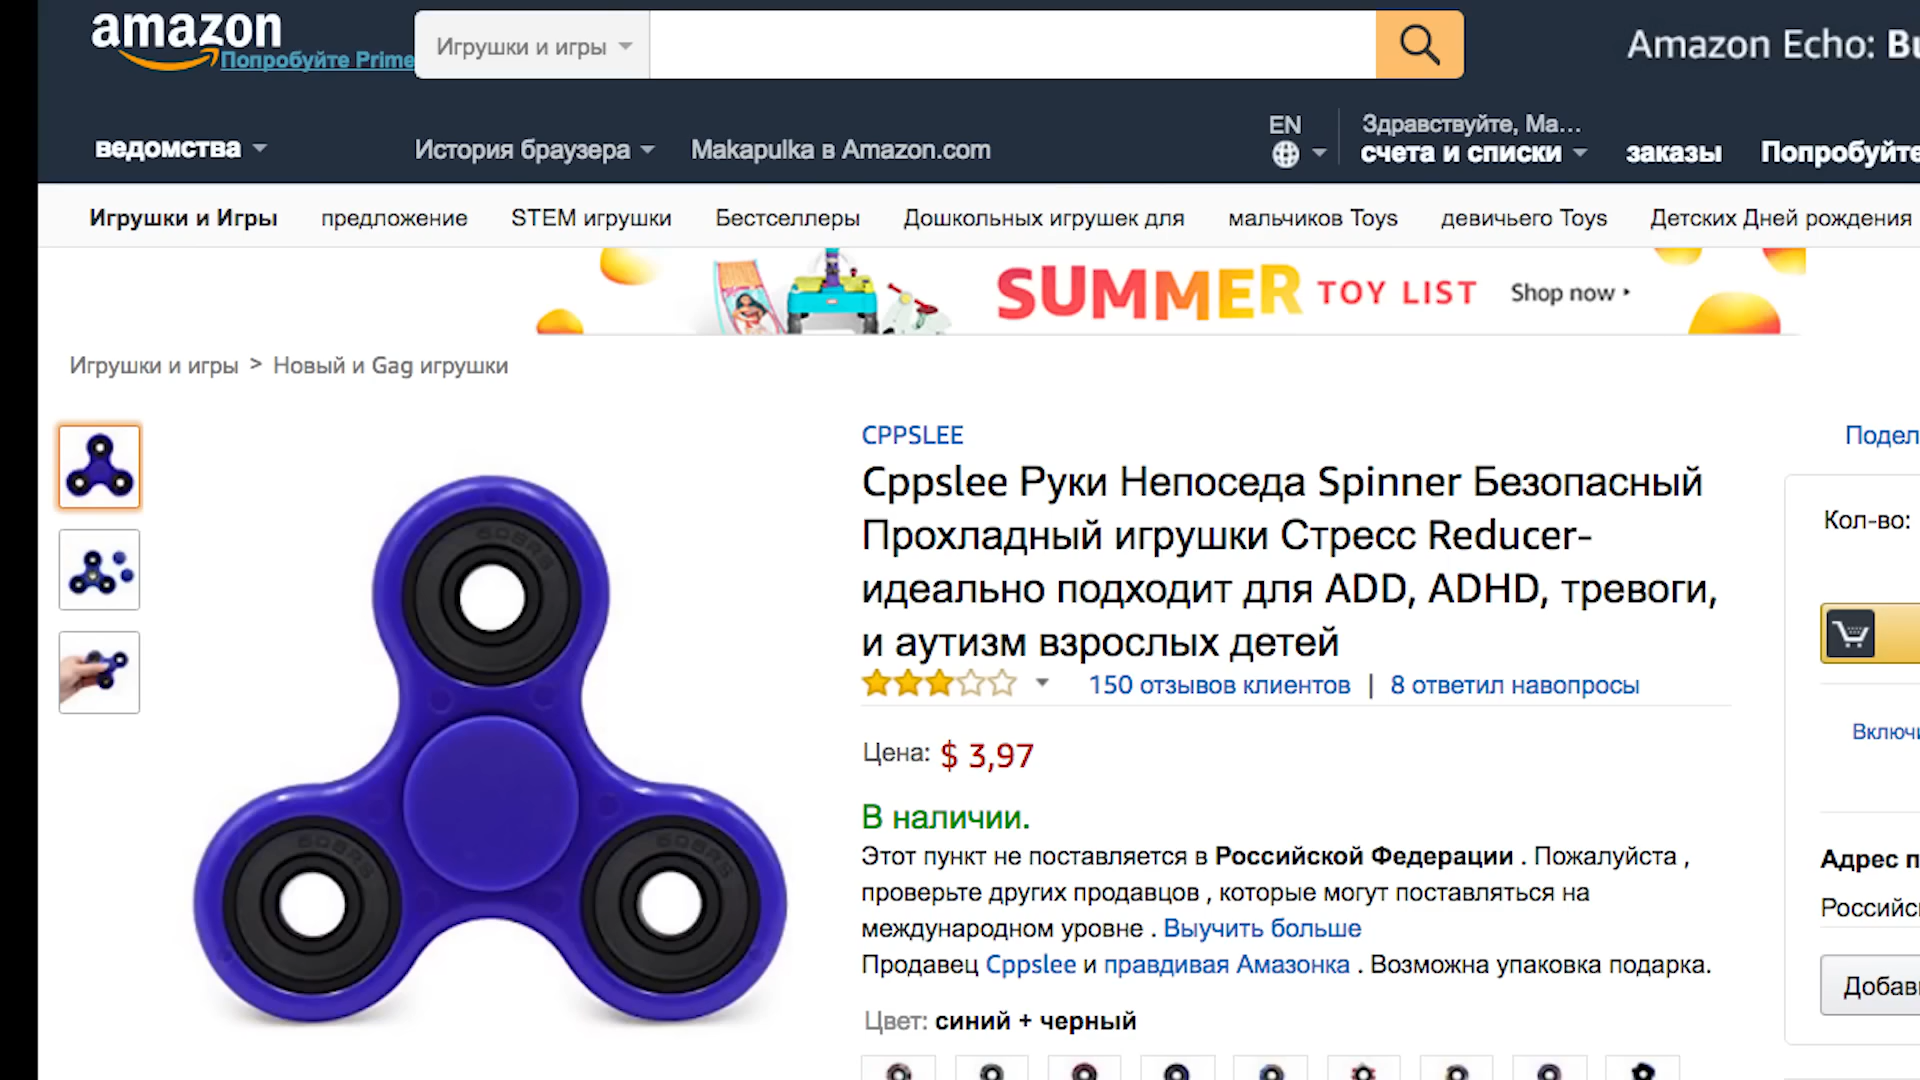 amazon
Попробуйте Prime
Игрушки и игры
Amazon Echo:
ведомства
История браузера
Makapulka в Amazon.com
EN
Здравствуйте, Ма...
счета и списки
заказы
Попробуйте
Игрушки и Игры
предложение
STEM игрушки
Бестселлеры
Дошкольных игрушек для
мальчиков Toys
девичьего Toys
Детских Дней рождения
SUMMER TOY LIST
Shop now
Игрушки и игры > Новый и Gag игрушки
CPPSLEE
Cppslee Руки Непоседа Spinner Безопасный
Прохладный игрушки Стресс Reducer-
идеально подходит для ADD, ADHD, тревоги,
и аутизм взрослых детей
150 отзывов клиентов | 8 ответил навопросы
Цена: $ 3,97
В наличии.
Этот пункт не поставляется в Российской Федерации . Пожалуйста ,
проверьте других продавцов , которые могут поставляться на
международном уровне . Выучить больше
Продавец Cppslee и правдивая Амазонка . Возможна упаковка подарка.
Цвет: синий + черный
Кол-во:
Адрес